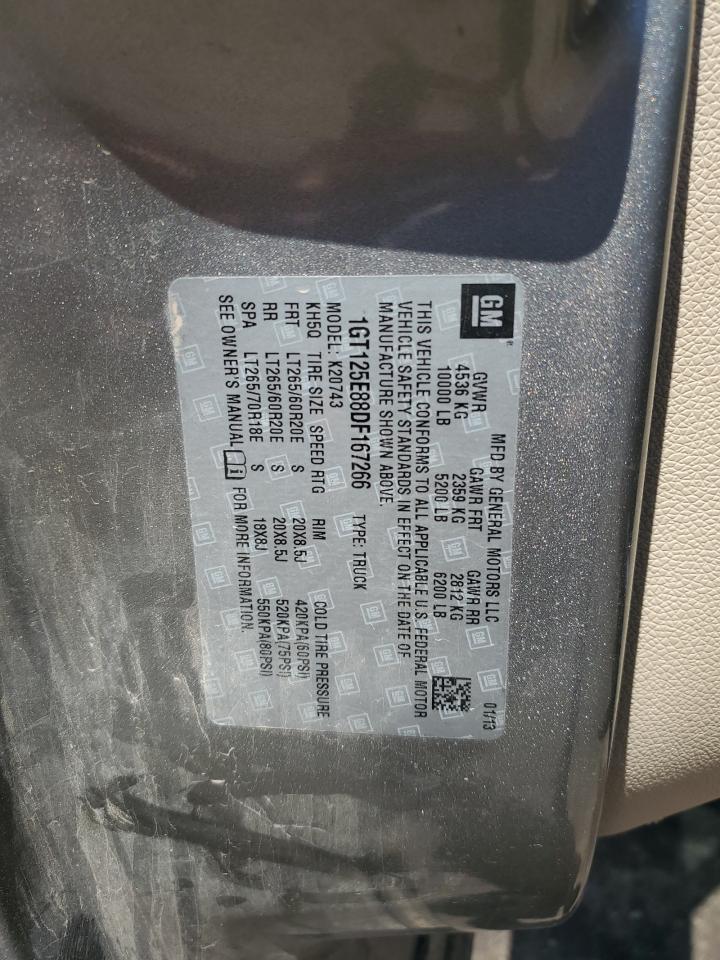 GM
MFD BY GENERAL MOTORS LLC 01/13
GVWR GAWR FRT GAWR RR
4536 KG 2359 KG 2812 KG
10000 LB 5200 LB 6200 LB
THIS VEHICLE CONFORMS TO ALL APPLICABLE U.S. FEDERAL MOTOR
VEHICLE SAFETY STANDARDS IN EFFECT ON THE DATE OF
MANUFACTURE SHOWN ABOVE.
1GT125E88DF167266 TYPE: TRUCK
MODEL: K20743
KH5Q TIRE SIZE SPEED RTG RIM COLD TIRE PRESSURE
FRT LT265/60R20E S 20X8.5J 420KPA(60PSI)
RR LT265/60R20E S 20X8.5J 520KPA(75PSI)
SPA LT265/70R18E S 18X8J 550KPA(80PSI)
SEE OWNER'S MANUAL FOR MORE INFORMATION.